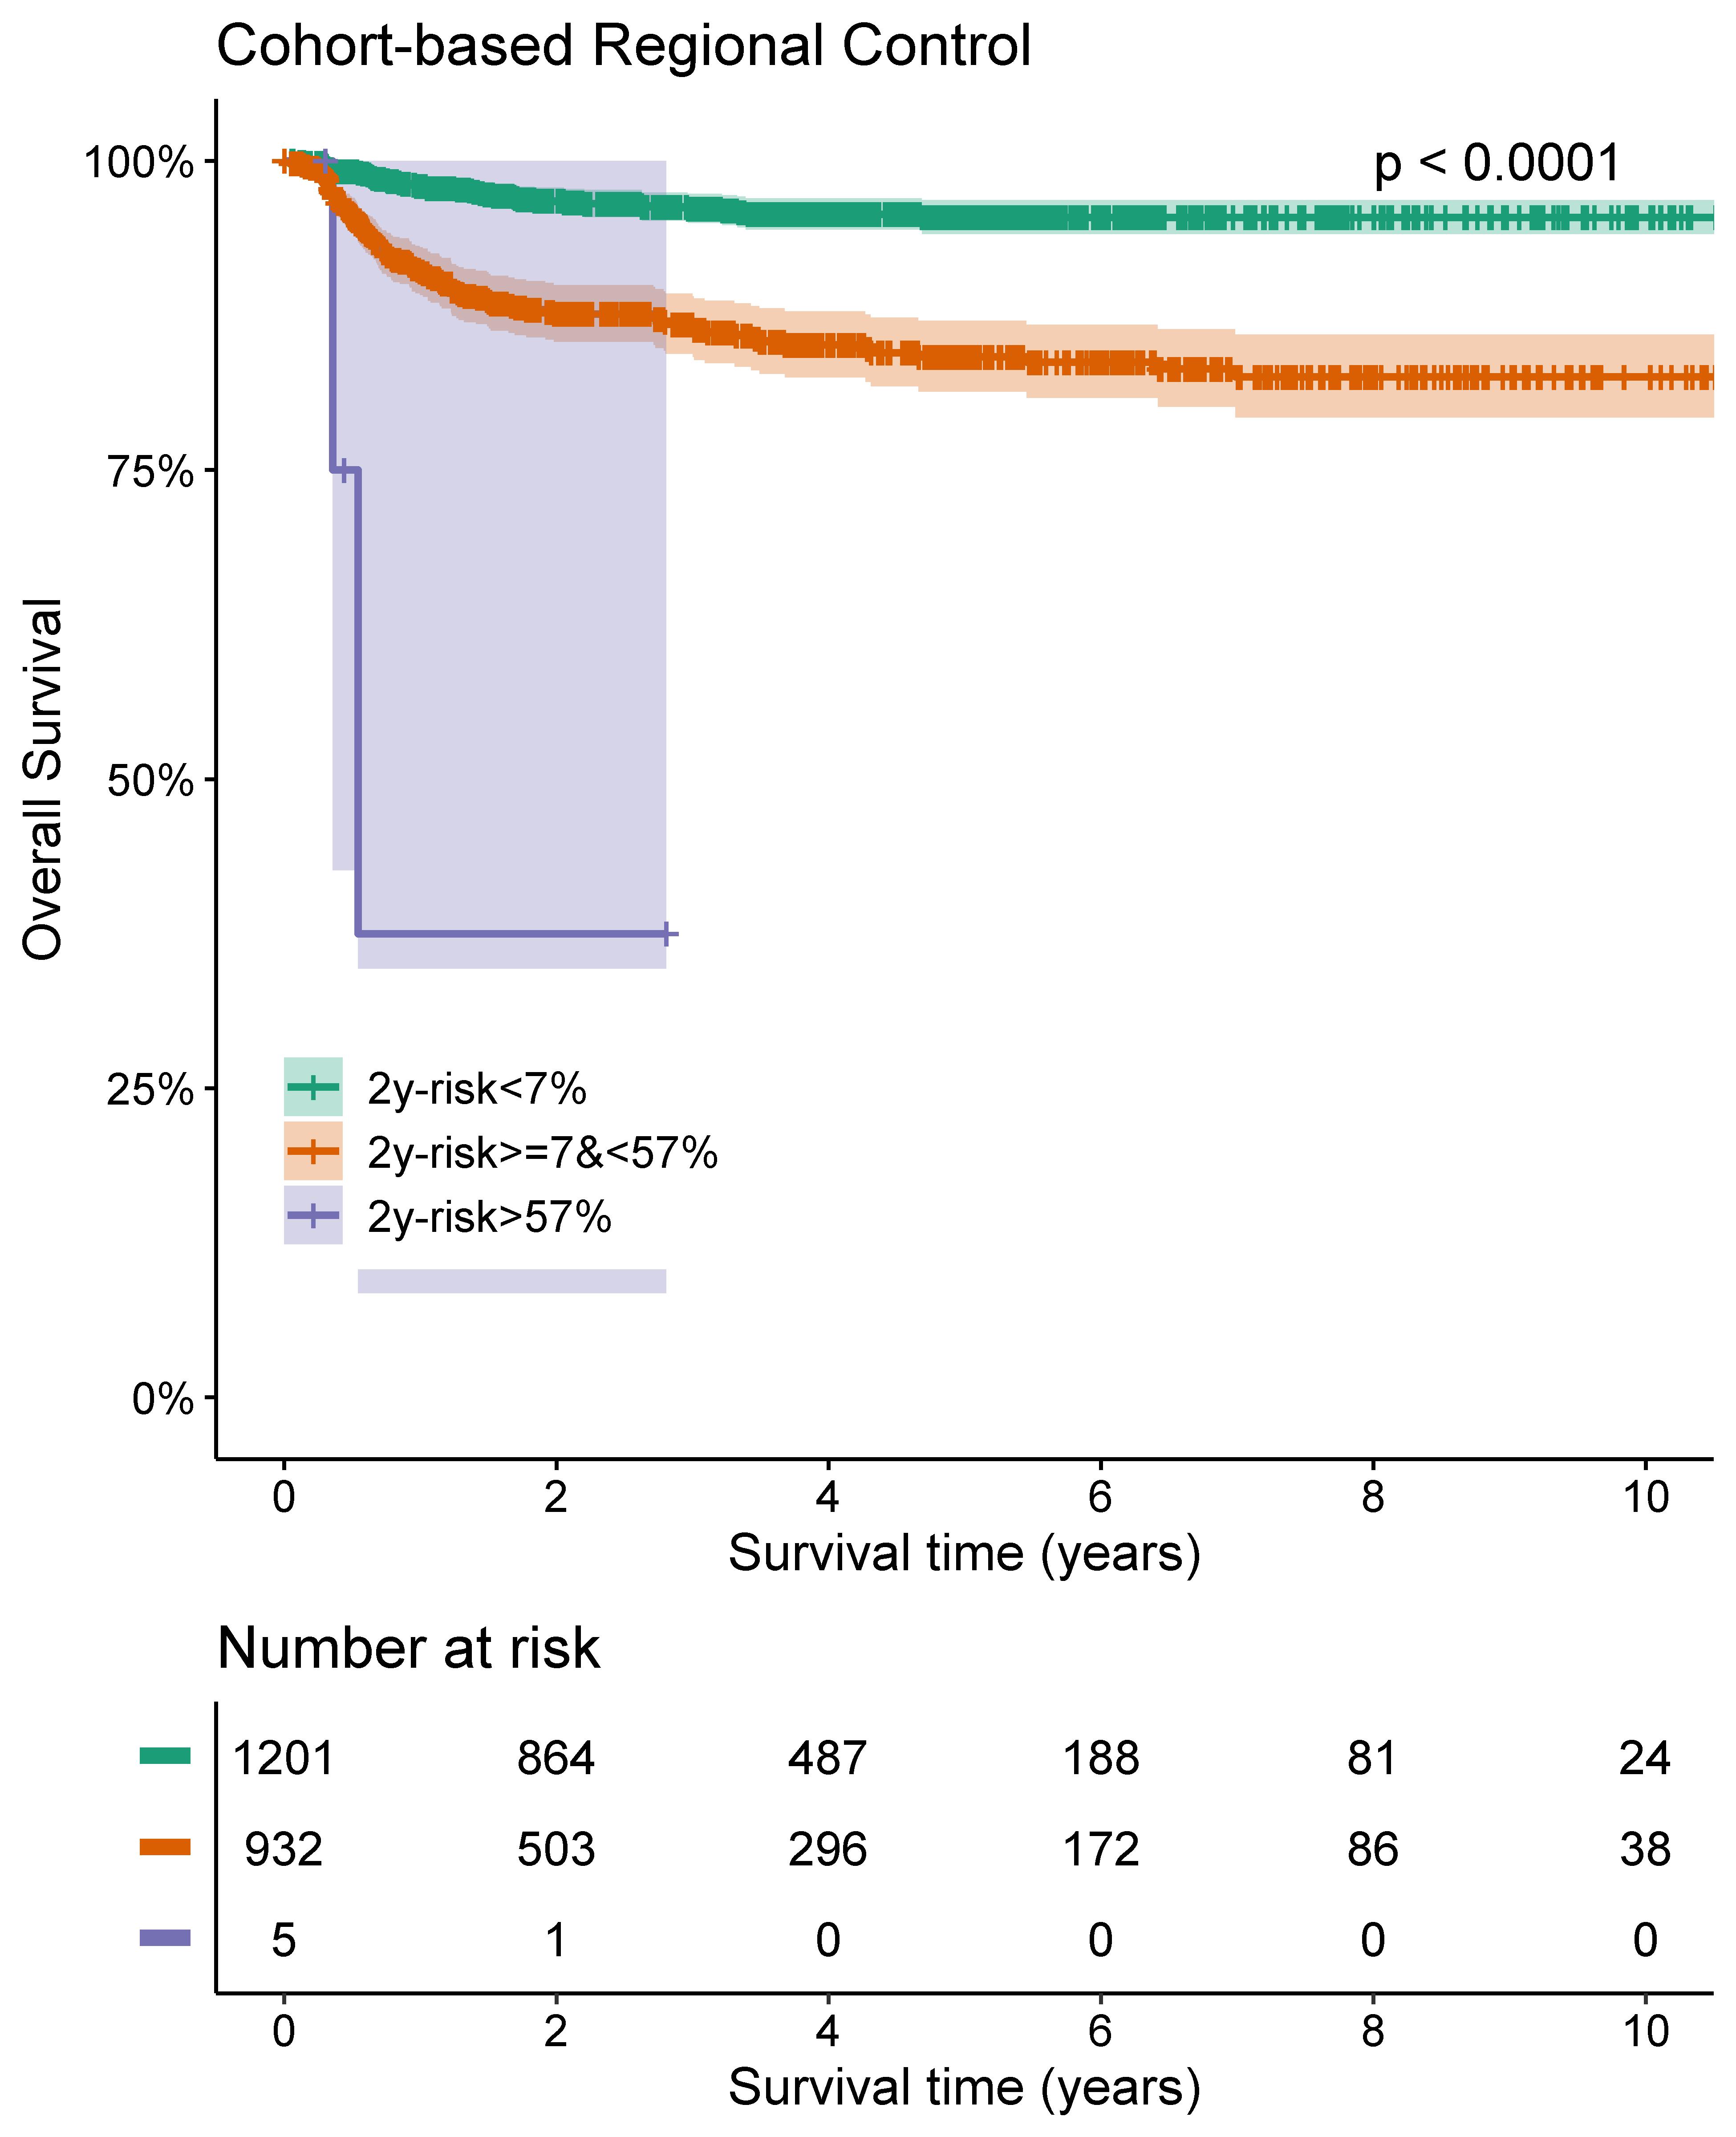 Cohort-based Regional Control
p < 0.0001
100%
75%
50%
25%
0%
Overall Survival
2y-risk<7%
2y-risk>=7&<57%
2y-risk>57%
0 2 4 6 8 10
Survival time (years)
Number at risk
1201 864 487 188 81 24
932 503 296 172 86 38
5 1 0 0 0 0
0 2 4 6 8 10
Survival time (years)